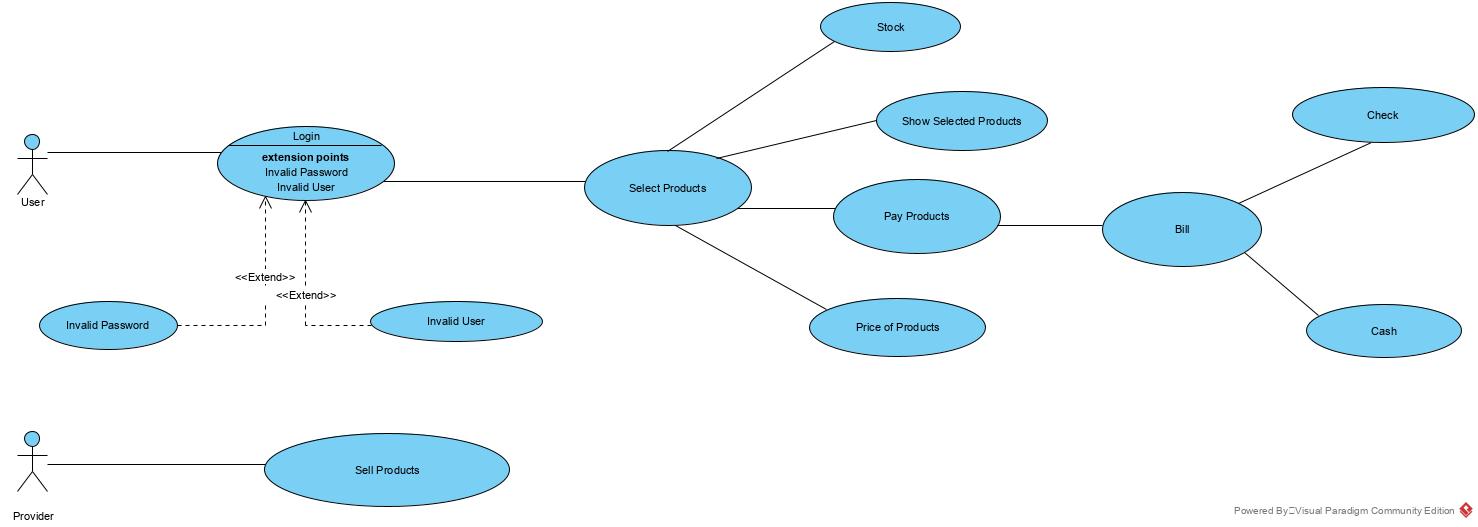 Stock
Show Selected Products
Check
Login
extension points
Invalid Password
Invalid User
Select Products
User
Pay Products
Bill
<<Extend>>
<<Extend>>
Invalid Password
Invalid User
Price of Products
Cash
Sell Products
Provider
Powered By Visual Paradigm Community Edition